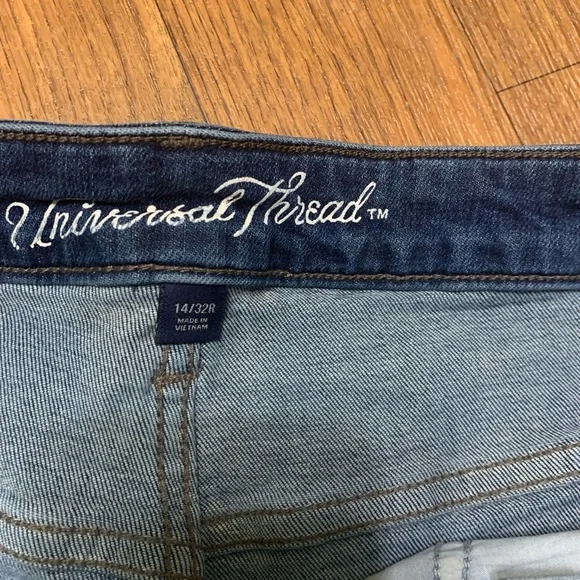 Universal Thread™
14/32R
MADE IN
VIETNAM